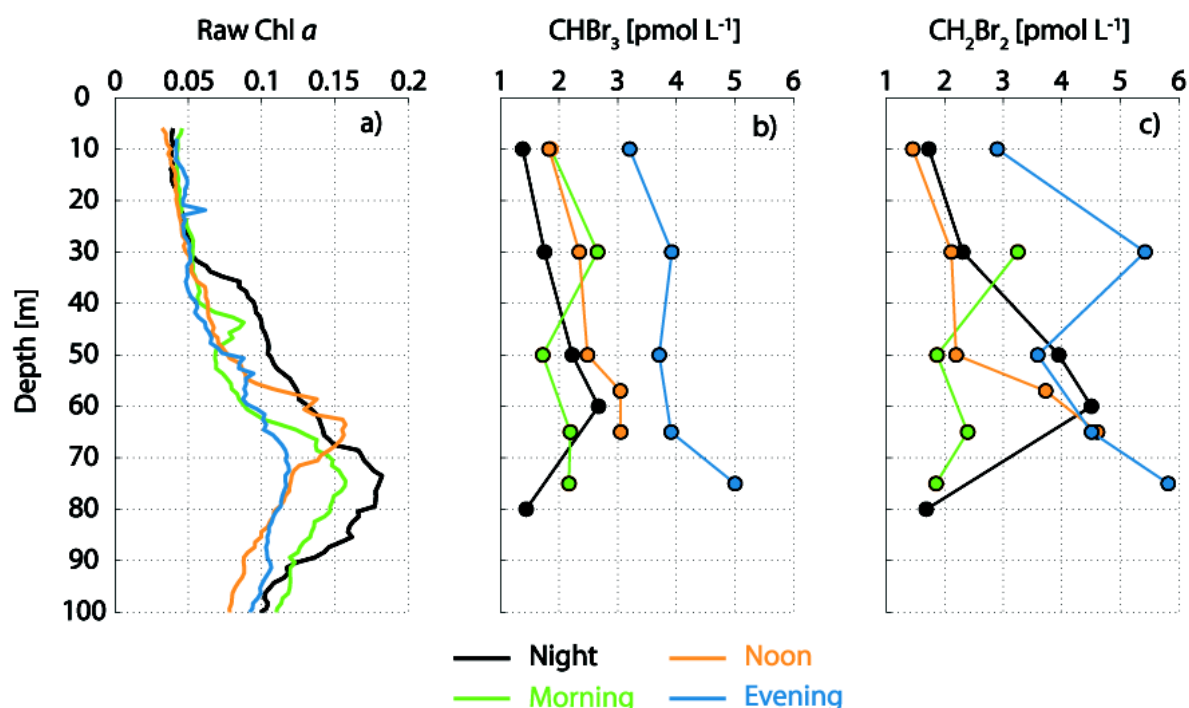 Raw Chl a
CHBr3 [pmol L-1]
CH2Br2 [pmol L-1]
0 0.05 0.1 0.15 0.2
1 2 3 4 5 6
1 2 3 4 5 6
0
10
20
30
40
50
60
70
80
90
100
Depth [m]
a)
b)
c)
Night
Noon
Morning
Evening